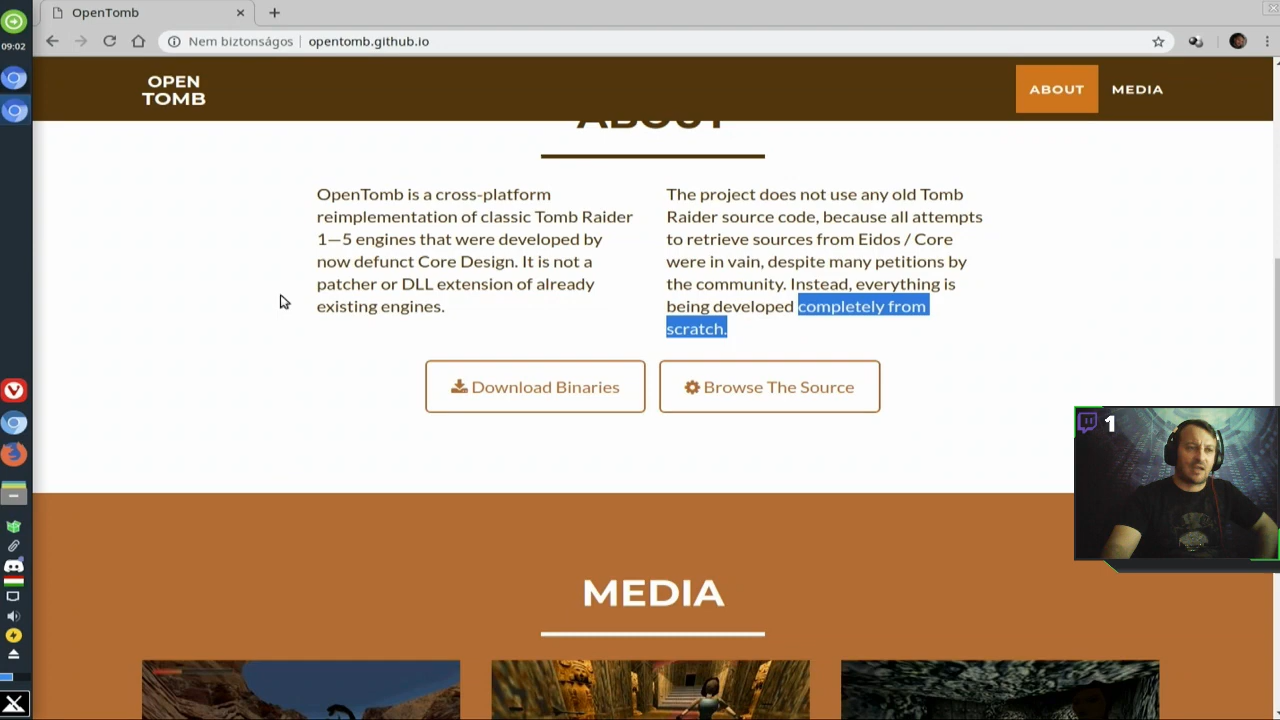 OpenTomb
09:02
Nem biztonságos
opentomb.github.io
OPEN
TOMB
ABOUT
MEDIA
ABOUT
OpenTomb is a cross-platform
reimplementation of classic Tomb Raider
1—5 engines that were developed by
now defunct Core Design. It is not a
patcher or DLL extension of already
existing engines.
The project does not use any old Tomb
Raider source code, because all attempts
to retrieve sources from Eidos / Core
were in vain, despite many petitions by
the community. Instead, everything is
being developed completely from
scratch.
Download Binaries
Browse The Source
1
MEDIA